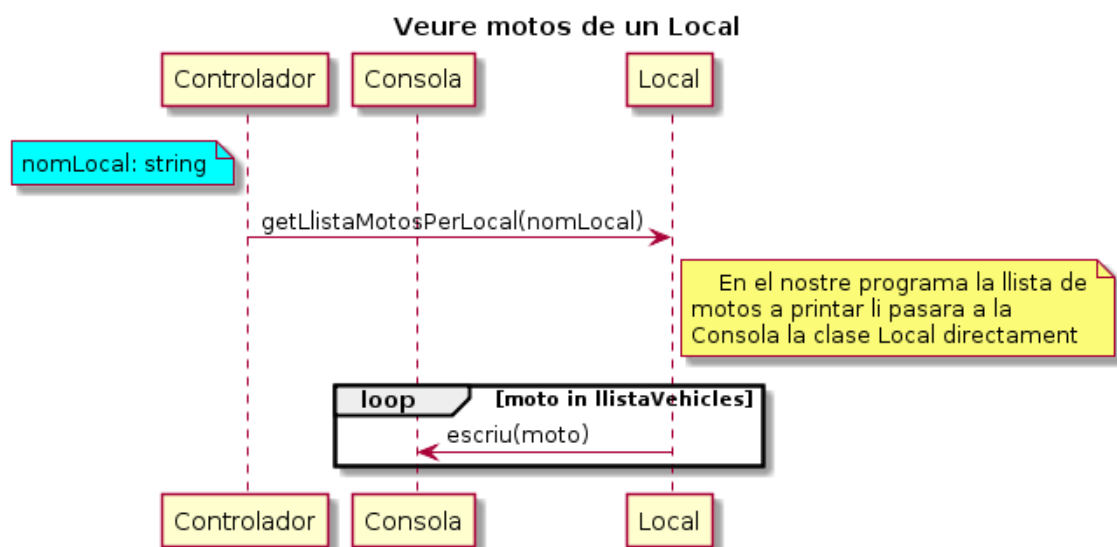 Veure motos de un Local
Controlador
Consola
Local
nomLocal: string
getLlistaMotosPerLocal(nomLocal)
En el nostre programa la llista de
motos a printar li pasara a la
Consola la clase Local directament
loop
[moto in llistaVehicles]
escriu(moto)
Controlador
Consola
Local